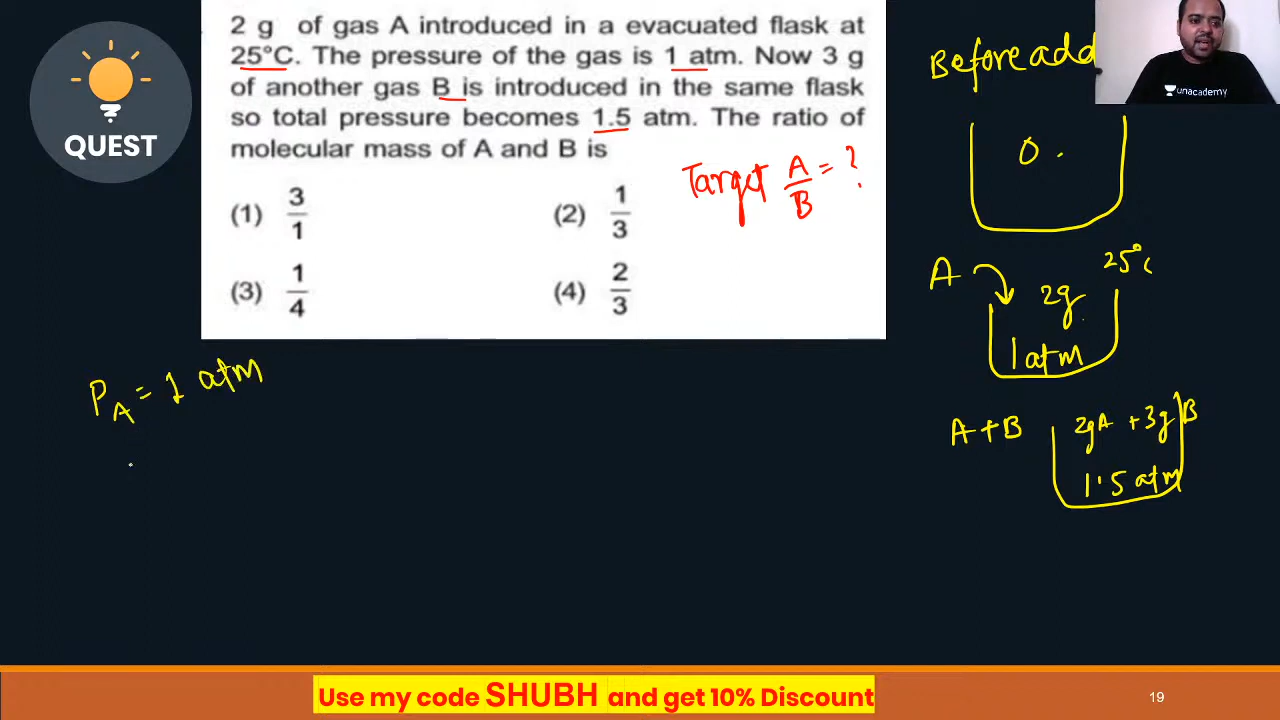 QUEST
2 g of gas A introduced in a evacuated flask at
25°C. The pressure of the gas is 1 atm. Now 3 g
of another gas B is introduced in the same flask
so total pressure becomes 1.5 atm. The ratio of
molecular mass of A and B is
(1) 3/1 (2) 1/3
(3) 1/4 (4) 2/3
Target A/B = ?
P_A = 1 atm
Before add
0
A 25°C
2g
1 atm
A + B 2gA + 3g B
1.5 atm
unacademy
Use my code SHUBH and get 10% Discount
19